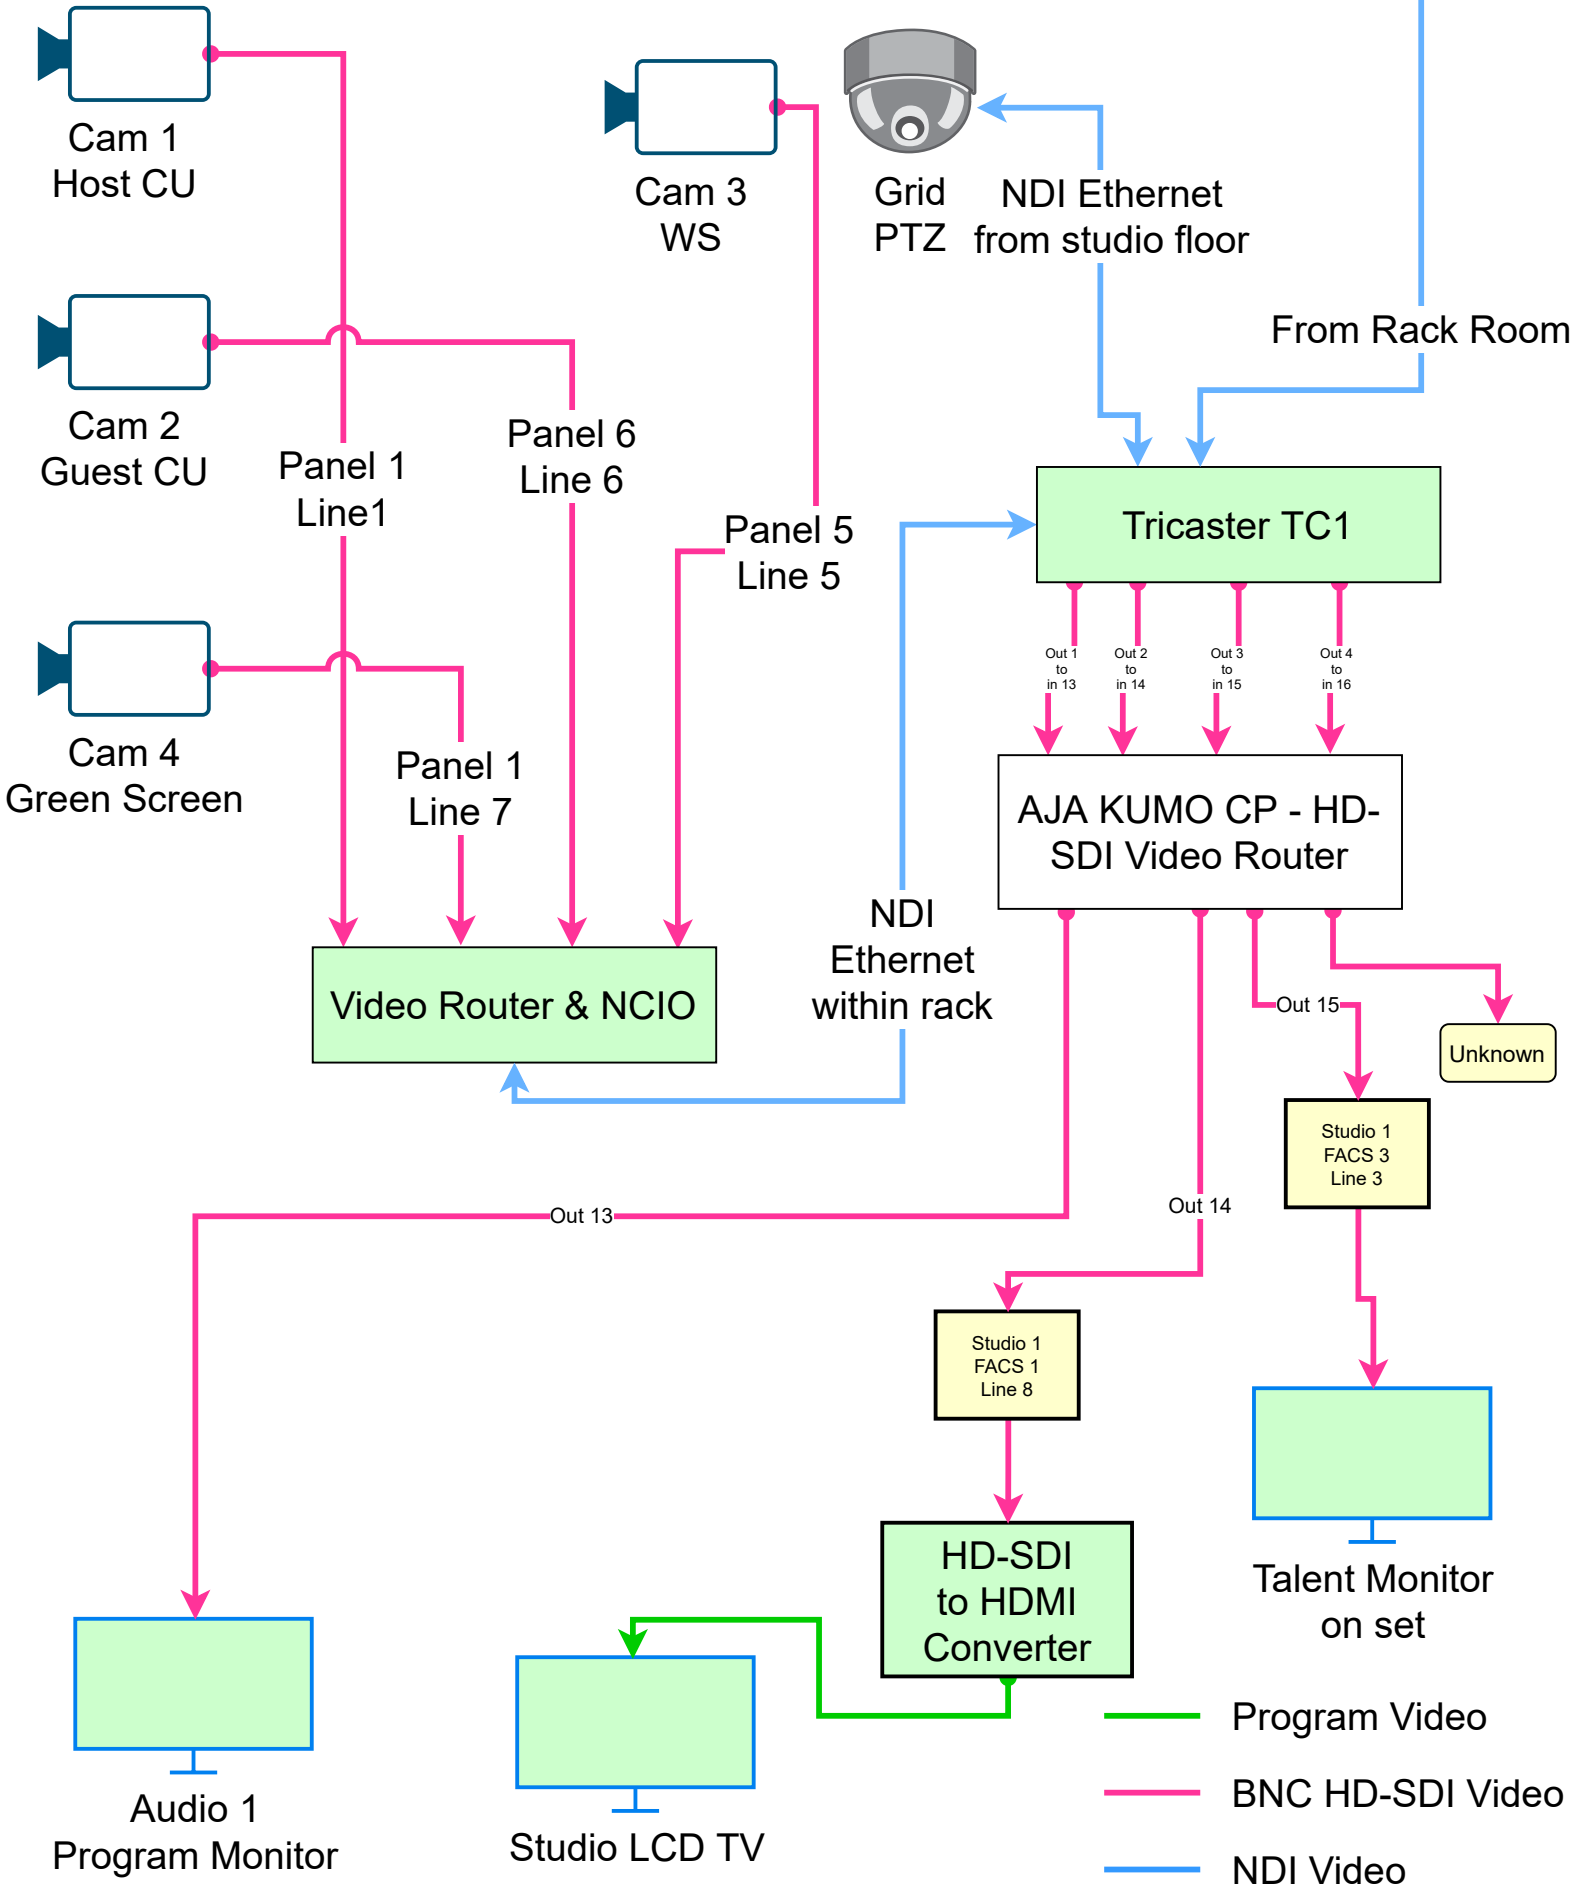 Cam 1
Host CU
Cam 3
WS
Grid
PTZ
NDI Ethernet
from studio floor
From Rack Room
Cam 2
Guest CU
Panel 1
Line1
Panel 6
Line 6
Panel 5
Line 5
Tricaster TC1
Out 1
to
in 13
Out 2
to
in 14
Out 3
to
in 15
Out 4
to
in 16
Cam 4
Green Screen
Panel 1
Line 7
AJA KUMO CP - HD-
SDI Video Router
NDI
Ethernet
within rack
Video Router & NCIO
Out 15
Unknown
Studio 1
FACS 3
Line 3
Out 13
Out 14
Studio 1
FACS 1
Line 8
HD-SDI
to HDMI
Converter
Talent Monitor
on set
Audio 1
Program Monitor
Studio LCD TV
Program Video
BNC HD-SDI Video
NDI Video